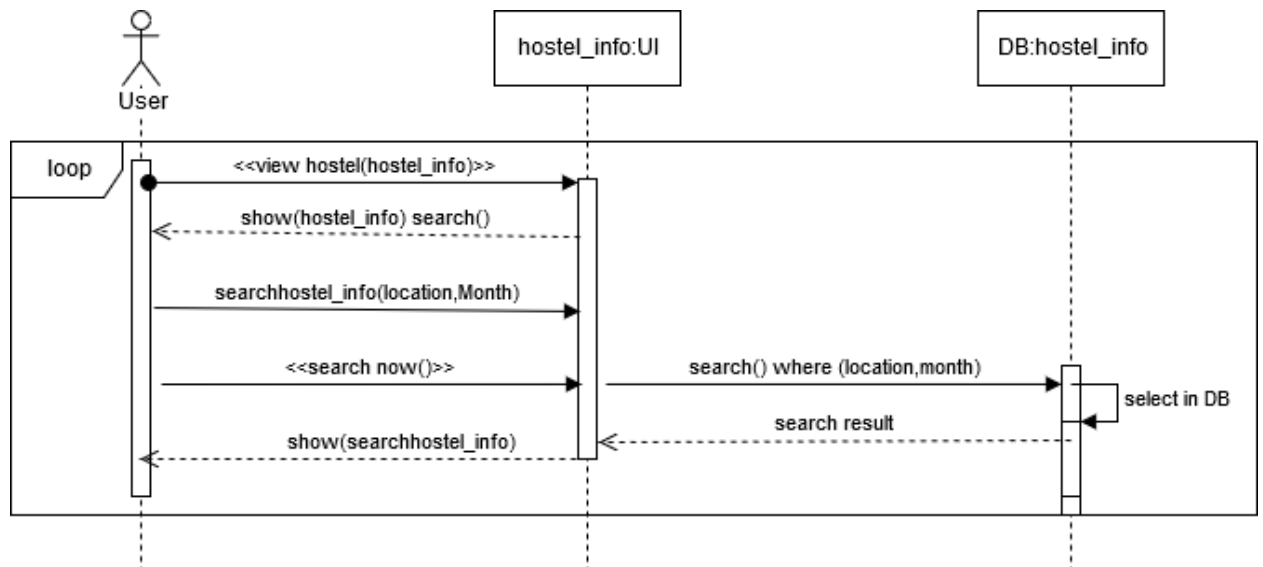 hostel_info:UI
DB:hostel_info
User
loop
<<view hostel(hostel_info)>>
show(hostel_info) search()
searchhostel_info(location,Month)
<<search now()>>
search() where (location,month)
select in DB
search result
show(searchhostel_info)